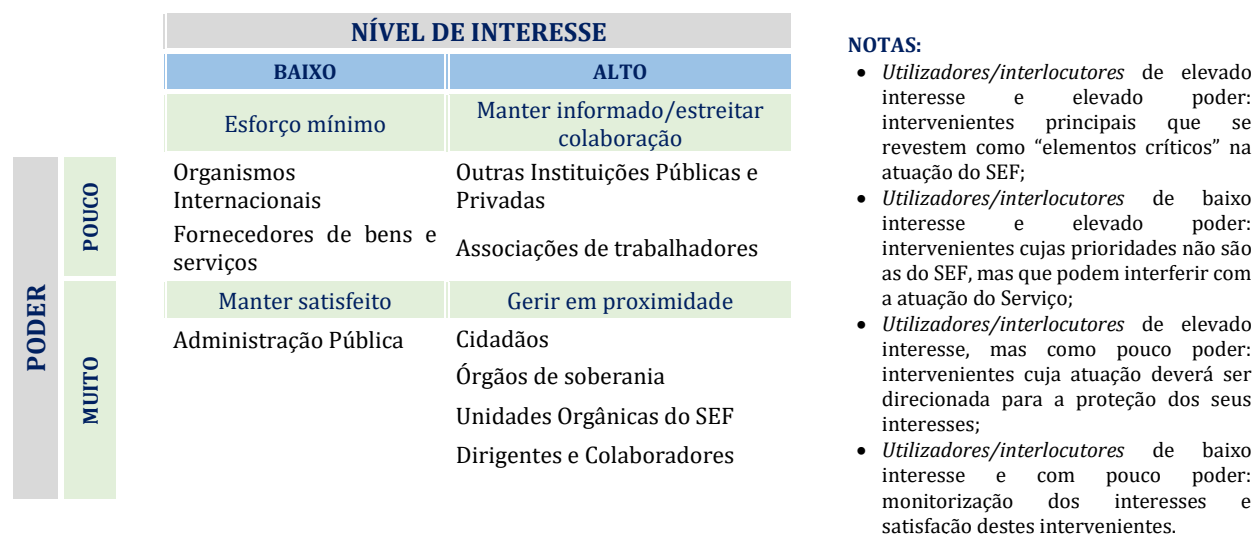 NÍVEL DE INTERESSE
BAIXO
ALTO
Esforço mínimo
Manter informado/estreitar
colaboração
PODER
POUCO
Organismos
Internacionais
Outras Instituições Públicas e
Privadas
Fornecedores de bens e
serviços
Associações de trabalhadores
MUITO
Manter satisfeito
Gerir em proximidade
Administração Pública
Cidadãos
Órgãos de soberania
Unidades Orgânicas do SEF
Dirigentes e Colaboradores
NOTAS:
• Utilizadores/interlocutores de elevado
interesse e elevado poder:
intervenientes principais que se
revestem como “elementos críticos” na
atuação do SEF;
• Utilizadores/interlocutores de baixo
interesse e elevado poder:
intervenientes cujas prioridades não são
as do SEF, mas que podem interferir com
a atuação do Serviço;
• Utilizadores/interlocutores de elevado
interesse, mas como pouco poder:
intervenientes cuja atuação deverá ser
direcionada para a proteção dos seus
interesses;
• Utilizadores/interlocutores de baixo
interesse e com pouco poder:
monitorização dos interesses e
satisfação destes intervenientes.